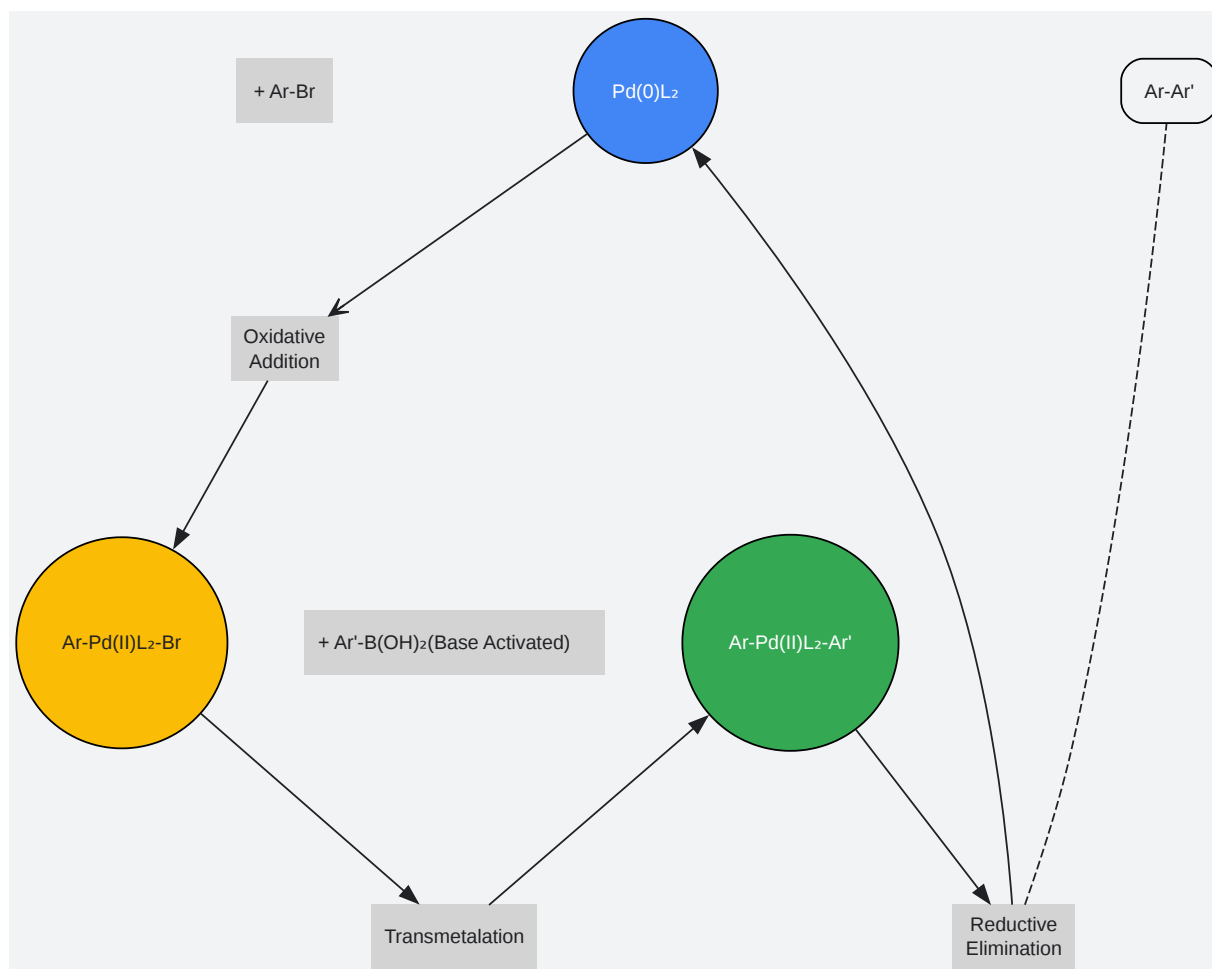 + Ar-Br
Pd(0)L₂
Ar-Ar'
Oxidative
Addition
Ar-Pd(II)L₂-Br
+ Ar'-B(OH)₂(Base Activated)
Ar-Pd(II)L₂-Ar'
Transmetalation
Reductive
Elimination